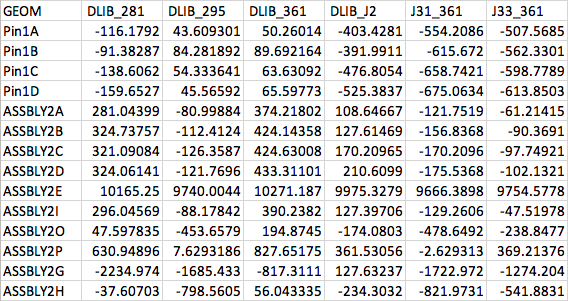 GEOM DLIB_281 DLIB_295 DLIB_361 DLIB_J2 J31_361 J33_361
Pin1A -116.1792 43.609301 50.26014 -403.4281 -554.2086 -507.5685
Pin1B -91.38287 84.281892 89.692164 -391.9911 -615.672 -562.3301
Pin1C -138.6062 54.333641 63.63092 -476.8054 -658.7421 -598.7789
Pin1D -159.6527 45.56592 65.59773 -525.3837 -675.0634 -613.8503
ASSBLY2A 281.04399 -80.99884 374.21802 108.64667 -121.7519 -61.21415
ASSBLY2B 324.73757 -112.4124 424.14358 127.61469 -156.8368 -90.3691
ASSBLY2C 321.09084 -126.3587 424.63008 170.20965 -170.2096 -97.74921
ASSBLY2D 324.06141 -121.7696 433.31101 210.6099 -175.5368 -102.1321
ASSBLY2E 10165.25 9740.0044 10271.187 9975.3279 9666.3898 9754.5778
ASSBLY2I 296.04569 -88.17842 390.2382 127.39706 -129.2606 -47.51978
ASSBLY2O 47.597835 -453.6579 194.8745 -174.0803 -478.6492 -238.8477
ASSBLY2P 630.94896 7.6293186 827.65175 361.53056 -2.629313 369.21376
ASSBLY2G -2234.974 -1685.433 -817.3111 127.63237 -1722.972 -1274.204
ASSBLY2H -37.60703 -798.5605 56.043335 -234.3032 -821.9731 -541.8831